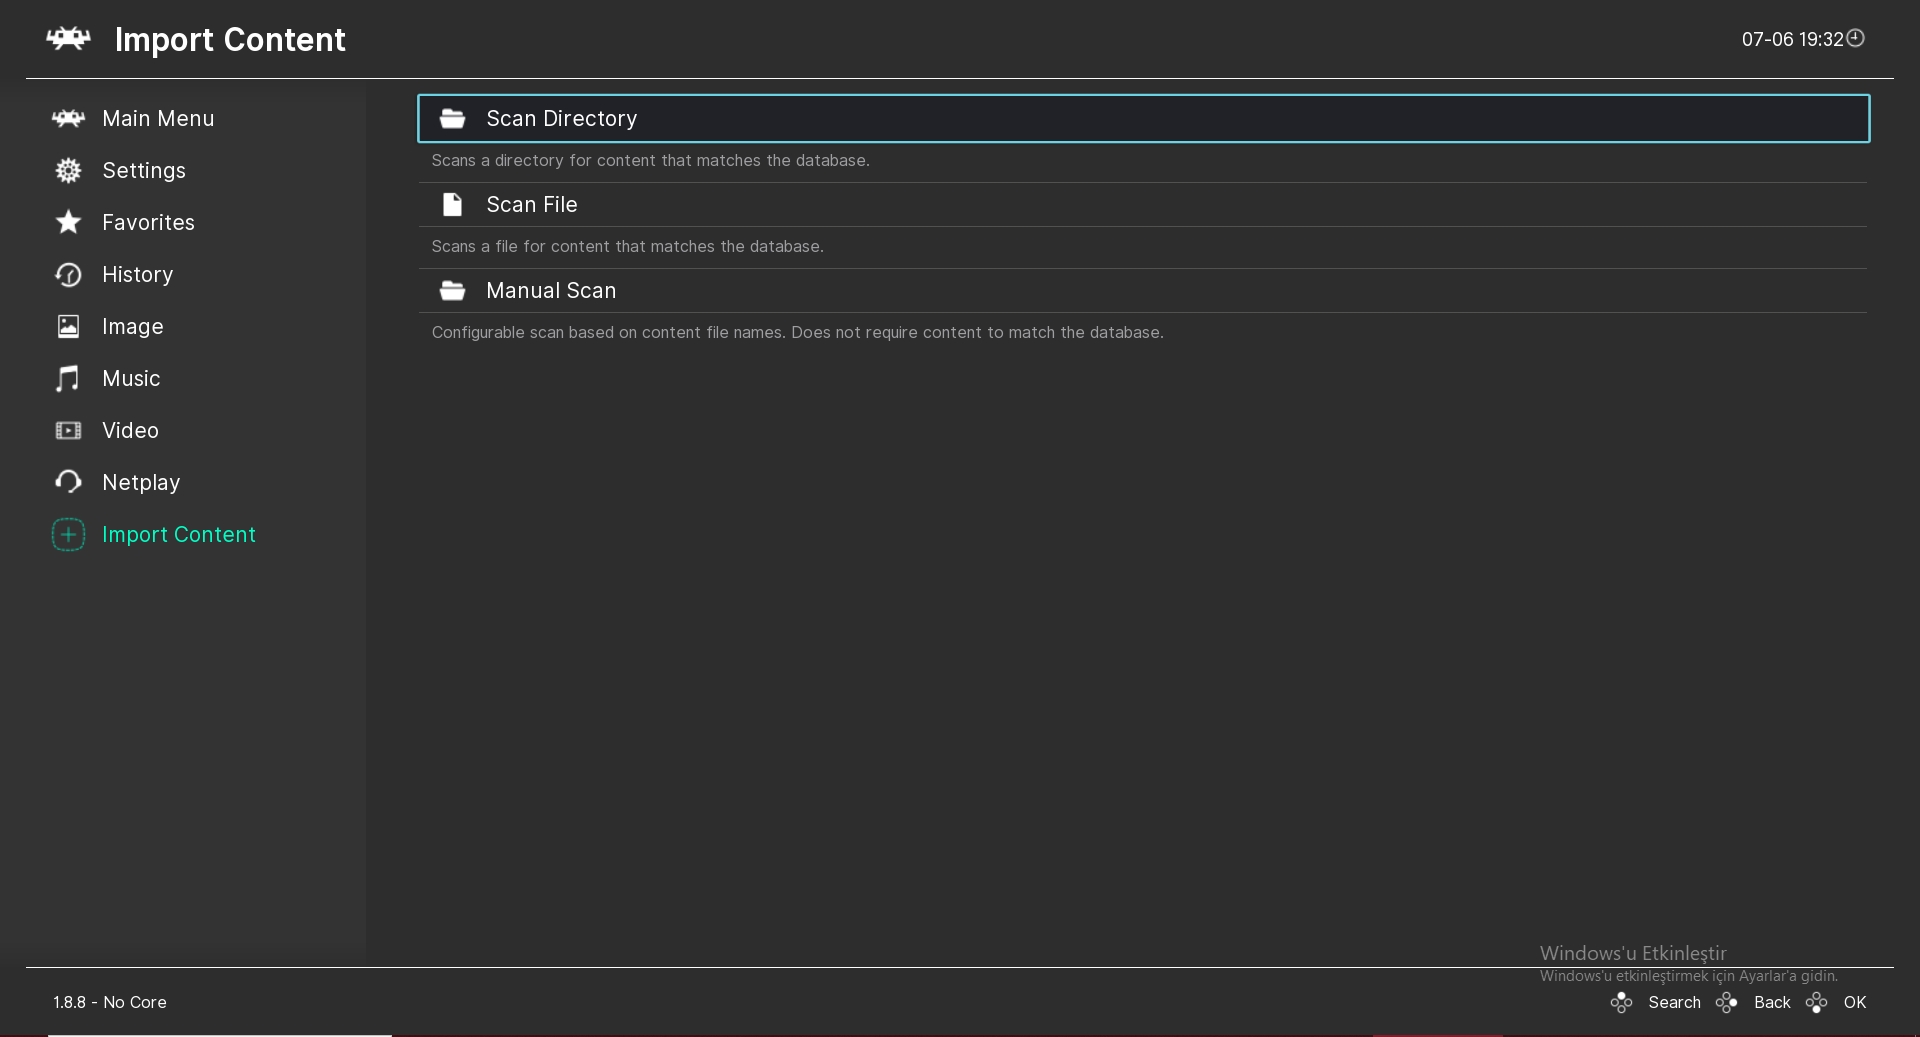 Import Content
07-06 19:32
Main Menu
Settings
Favorites
History
Image
Music
Video
Netplay
Import Content
Scan Directory
Scans a directory for content that matches the database.
Scan File
Scans a file for content that matches the database.
Manual Scan
Configurable scan based on content file names. Does not require content to match the database.
Windows'u Etkinleştir
Windows'u etkinleştirmek için Ayarlar'a gidin.
1.8.8 - No Core
Search Back OK